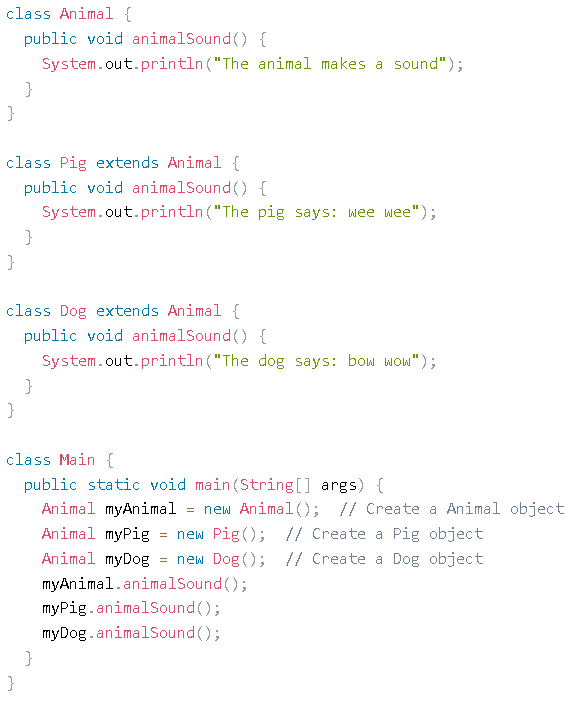 class Animal {
  public void animalSound() {
    System.out.println("The animal makes a sound");
  }
}

class Pig extends Animal {
  public void animalSound() {
    System.out.println("The pig says: wee wee");
  }
}

class Dog extends Animal {
  public void animalSound() {
    System.out.println("The dog says: bow wow");
  }
}

class Main {
  public static void main(String[] args) {
    Animal myAnimal = new Animal();  // Create a Animal object
    Animal myPig = new Pig();  // Create a Pig object
    Animal myDog = new Dog();  // Create a Dog object
    myAnimal.animalSound();
    myPig.animalSound();
    myDog.animalSound();
  }
}